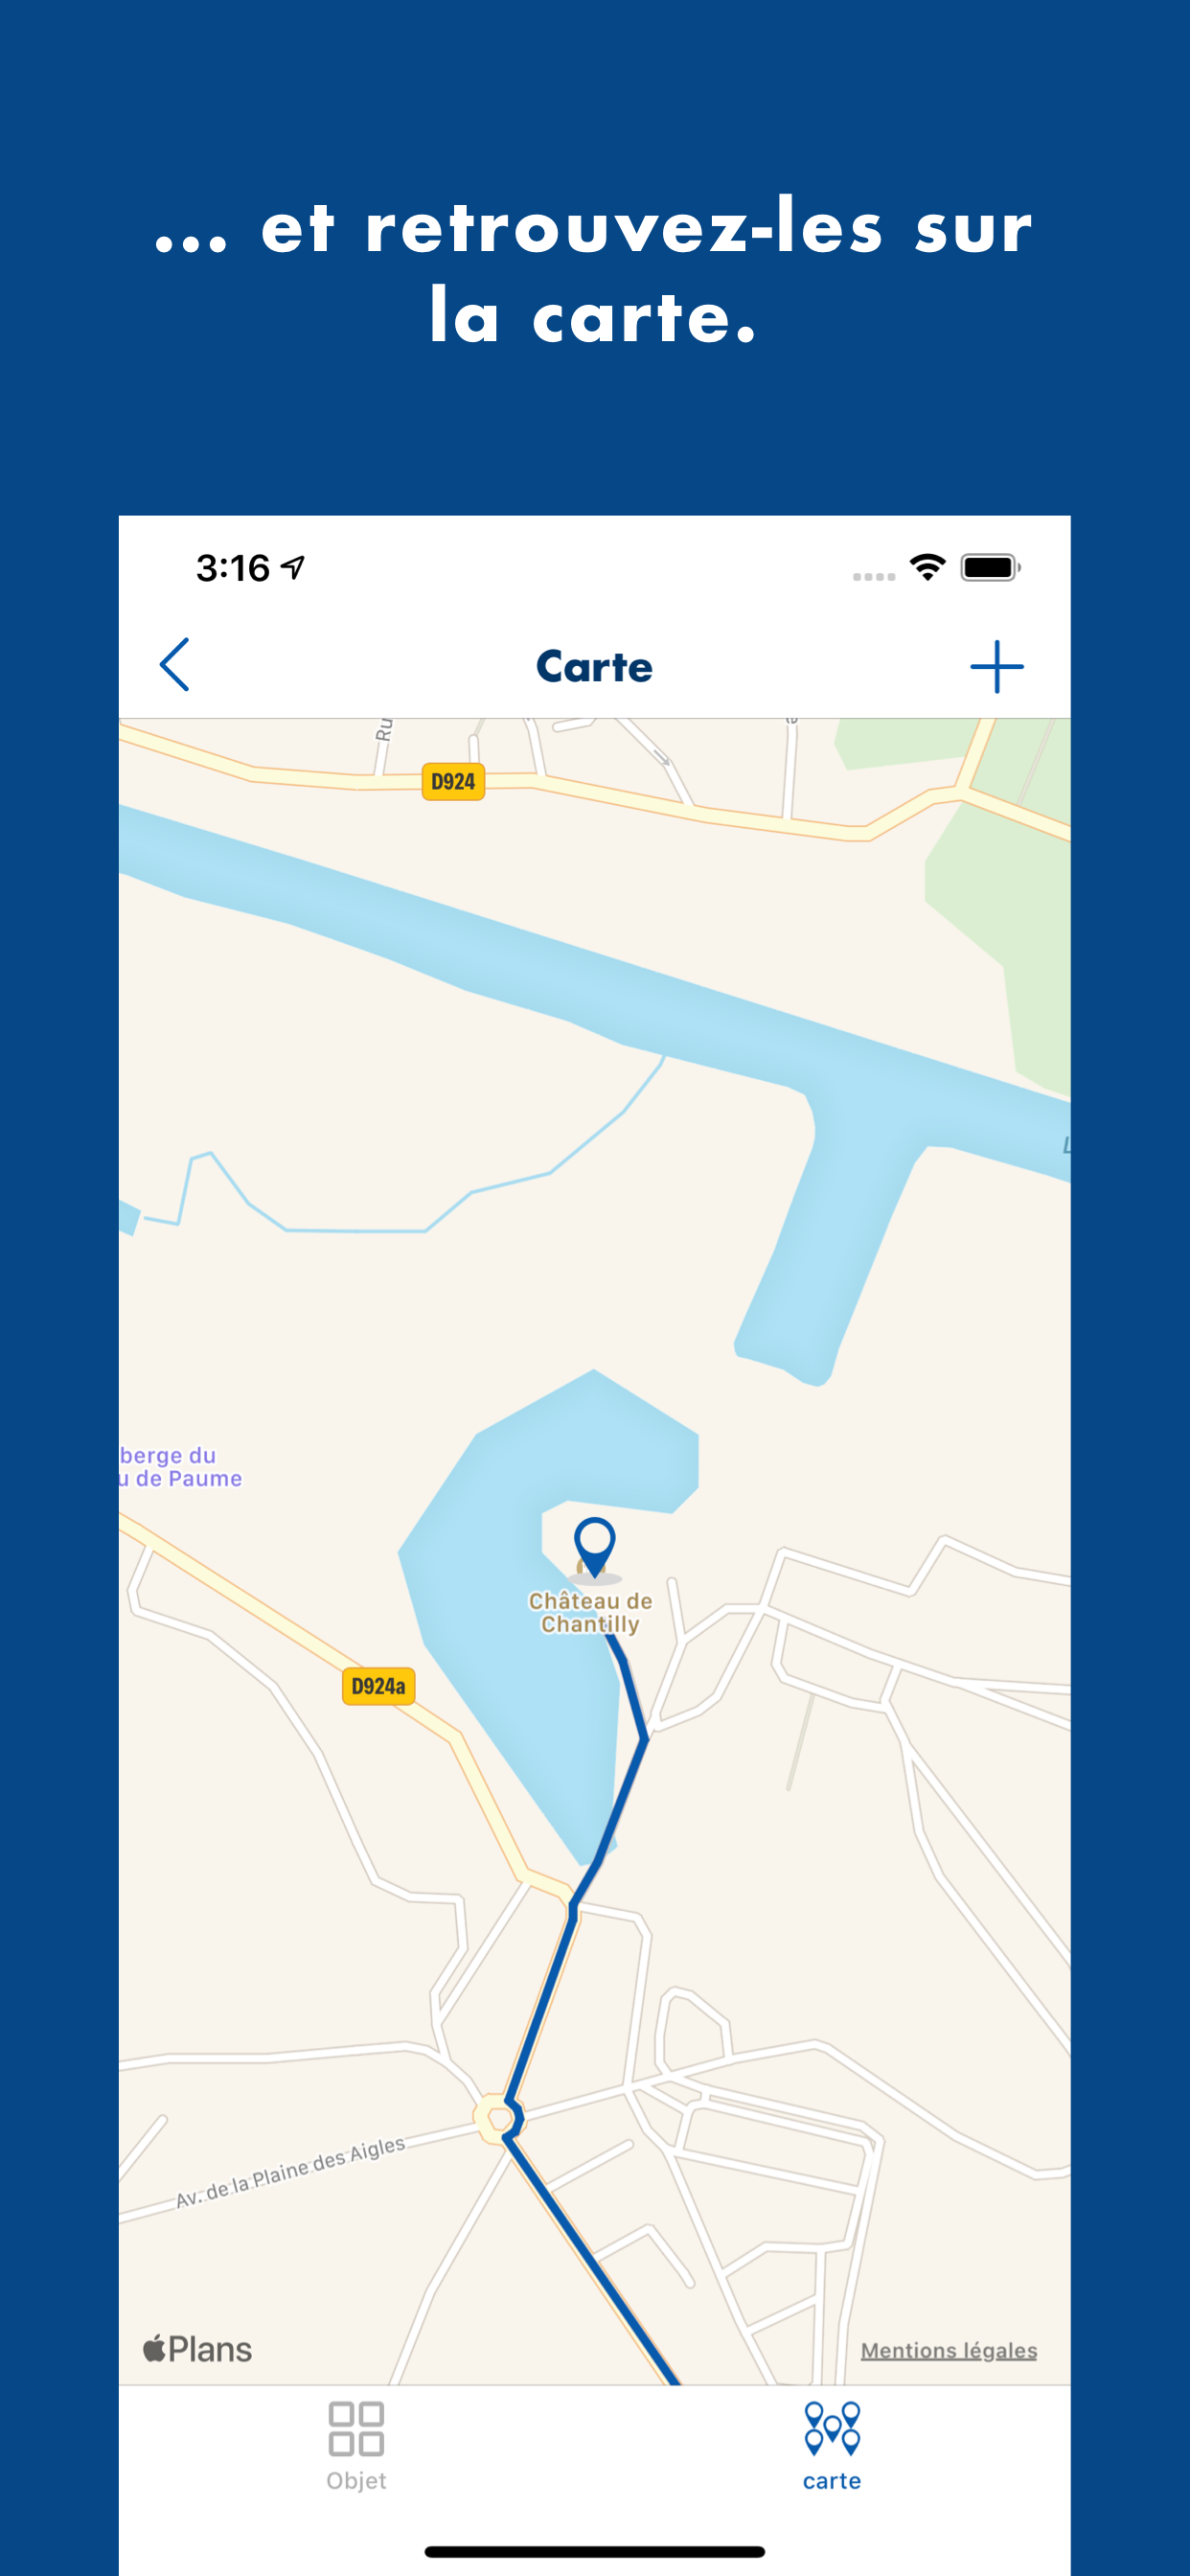 ... et retrouvez-les sur
la carte.
3:16
Carte
Ru
D924
berge du
u de Paume
Château de
Chantilly
D924a
Av. de la Plaine des Aigles
Plans
Mentions légales
Objet
carte